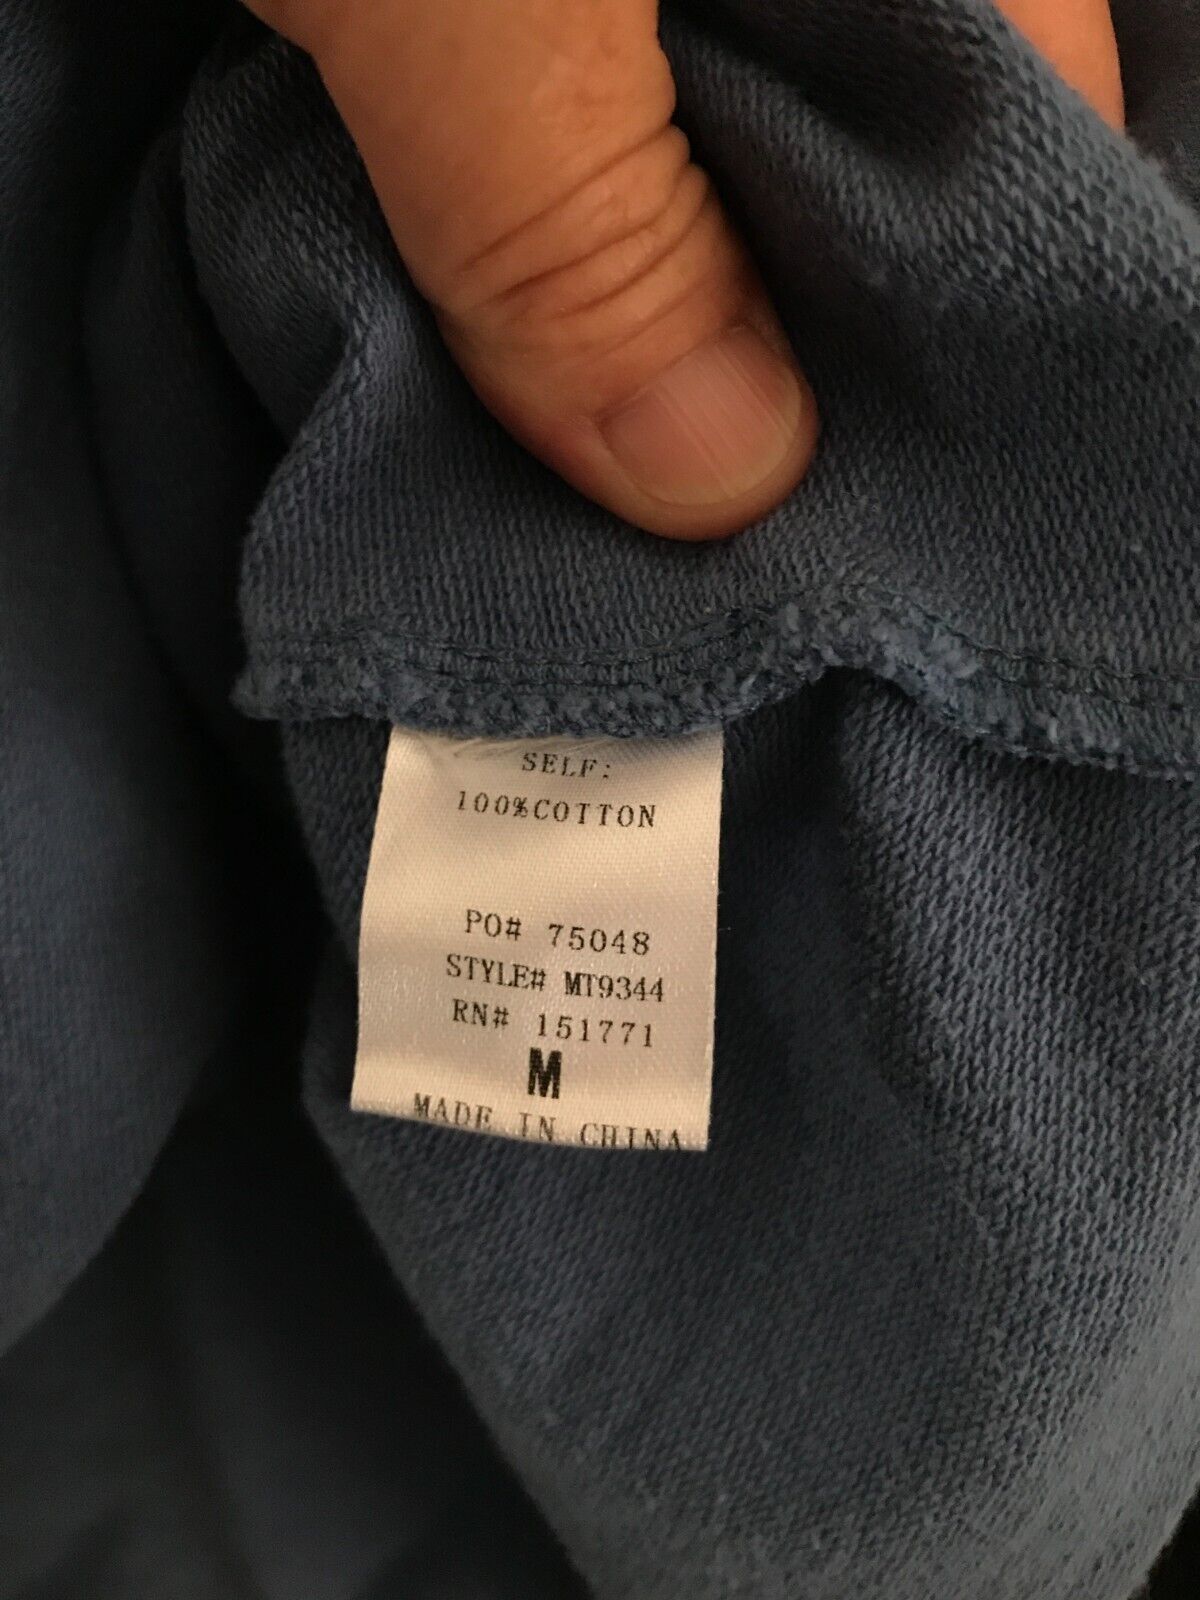 SELF:
100%COTTON
PO# 75048
STYLE# MT9344
RN# 151771
M
MADE IN CHINA